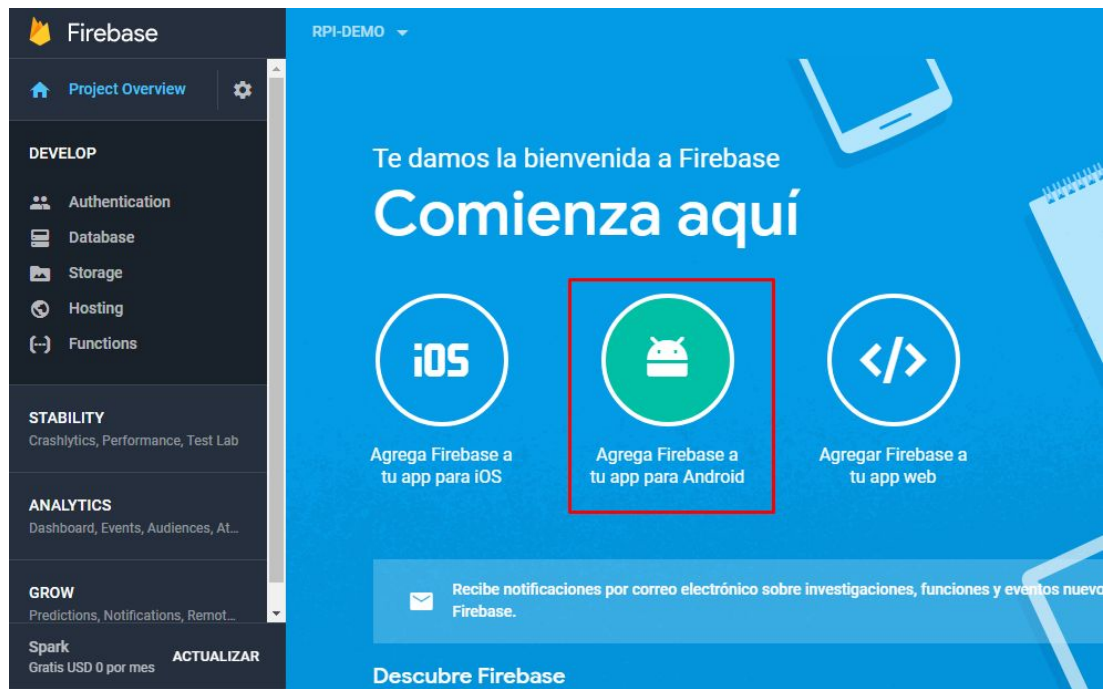 Firebase
RPI-DEMO
Project Overview
DEVELOP
Authentication
Database
Storage
Hosting
Functions
STABILITY
Crashlytics, Performance, Test Lab
ANALYTICS
Dashboard, Events, Audiences, At...
GROW
Predictions, Notifications, Remot...
Spark
Gratis USD 0 por mes
ACTUALIZAR
Te damos la bienvenida a Firebase
Comienza aquí
iOS
Agrega Firebase a
tu app para iOS
Agrega Firebase a
tu app para Android
</>
Agregar Firebase a
tu app web
Recibe notificaciones por correo electrónico sobre investigaciones, funciones y eventos nuevo
Firebase.
Descubre Firebase